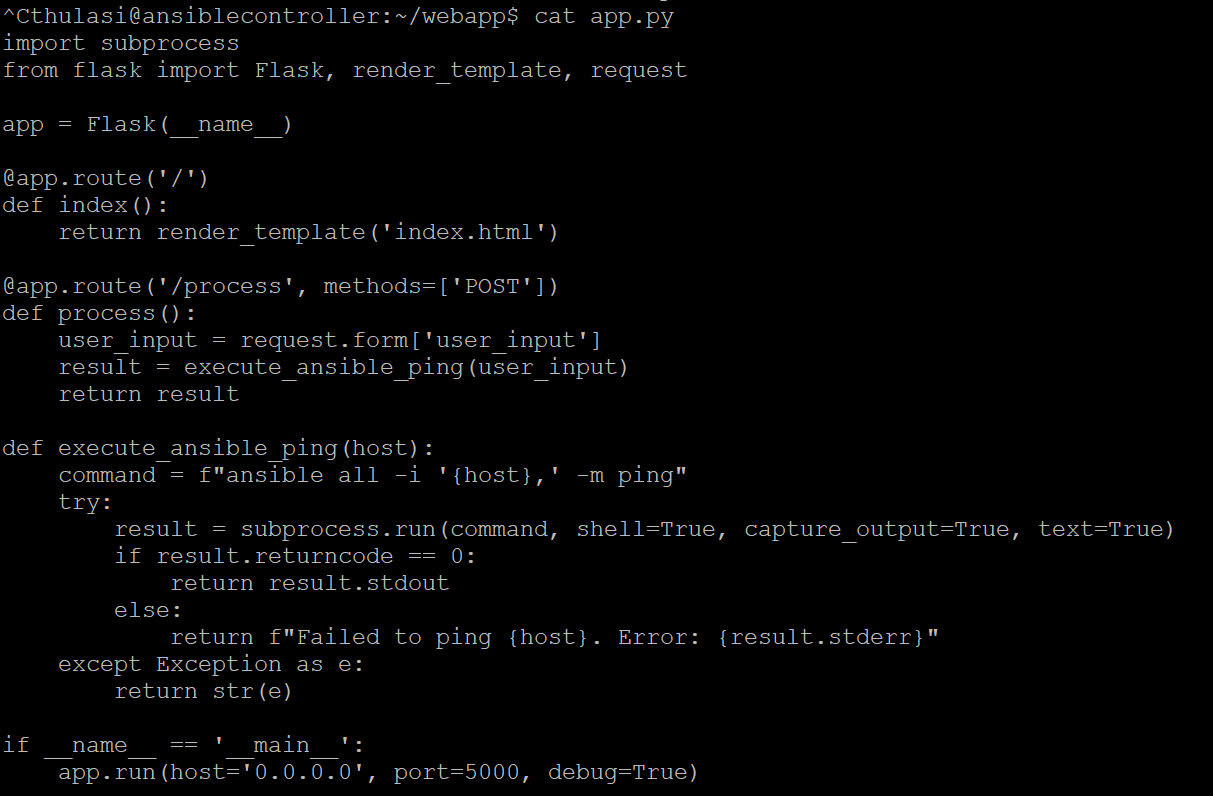 ^Cthulasi@ansiblecontroller:~/webapp$ cat app.py
import subprocess
from flask import Flask, render_template, request

app = Flask(__name__)

@app.route('/')
def index():
    return render_template('index.html')

@app.route('/process', methods=['POST'])
def process():
    user_input = request.form['user_input']
    result = execute_ansible_ping(user_input)
    return result

def execute_ansible_ping(host):
    command = f"ansible all -i '{host},' -m ping"
    try:
        result = subprocess.run(command, shell=True, capture_output=True, text=True)
        if result.returncode == 0:
            return result.stdout
        else:
            return f"Failed to ping {host}. Error: {result.stderr}"
    except Exception as e:
        return str(e)

if __name__ == '__main__':
    app.run(host='0.0.0.0', port=5000, debug=True)